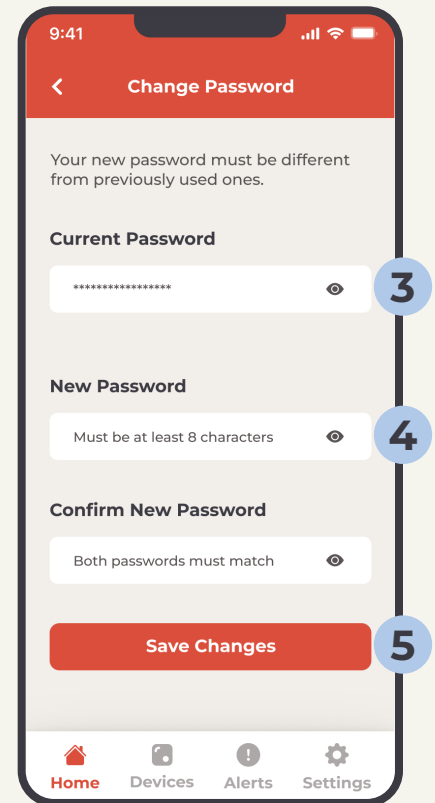 9:41
Change Password
Your new password must be different
from previously used ones.
Current Password
*****************
3
New Password
Must be at least 8 characters
4
Confirm New Password
Both passwords must match
Save Changes
5
Home Devices Alerts Settings